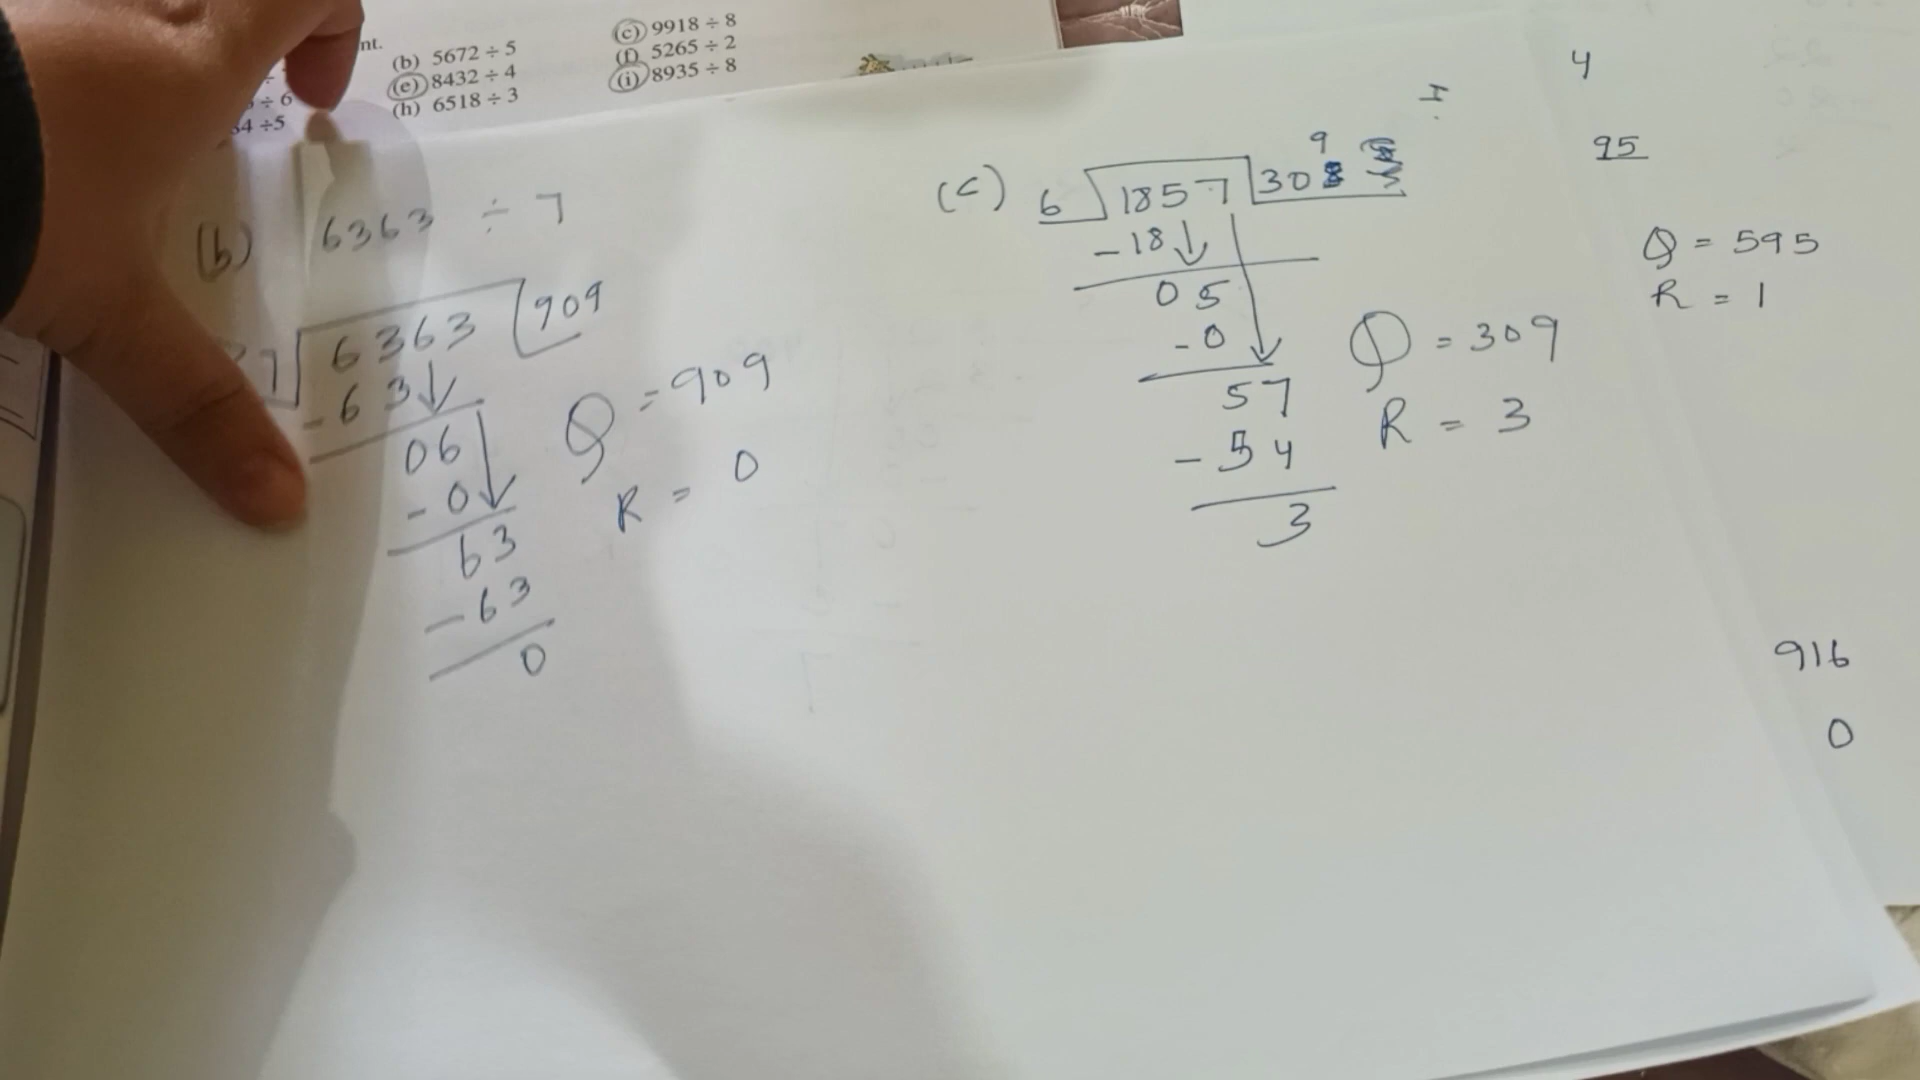 nt.
(b) 5672 ÷ 5
(c) 9918 ÷ 8
÷ 6
(e) 8432 ÷ 4
(f) 5265 ÷ 2
4 ÷5
(h) 6518 ÷ 3
(i) 8935 ÷ 8
(b) 6363 ÷ 7
7 6363 909
- 63
06
- 0
63
- 63
0
Q = 909
R = 0
(c) 6 1857 30
9
- 18
05
- 0
57
- 54
3
Q = 309
R = 3
4
95
Q = 595
R = 1
916
0